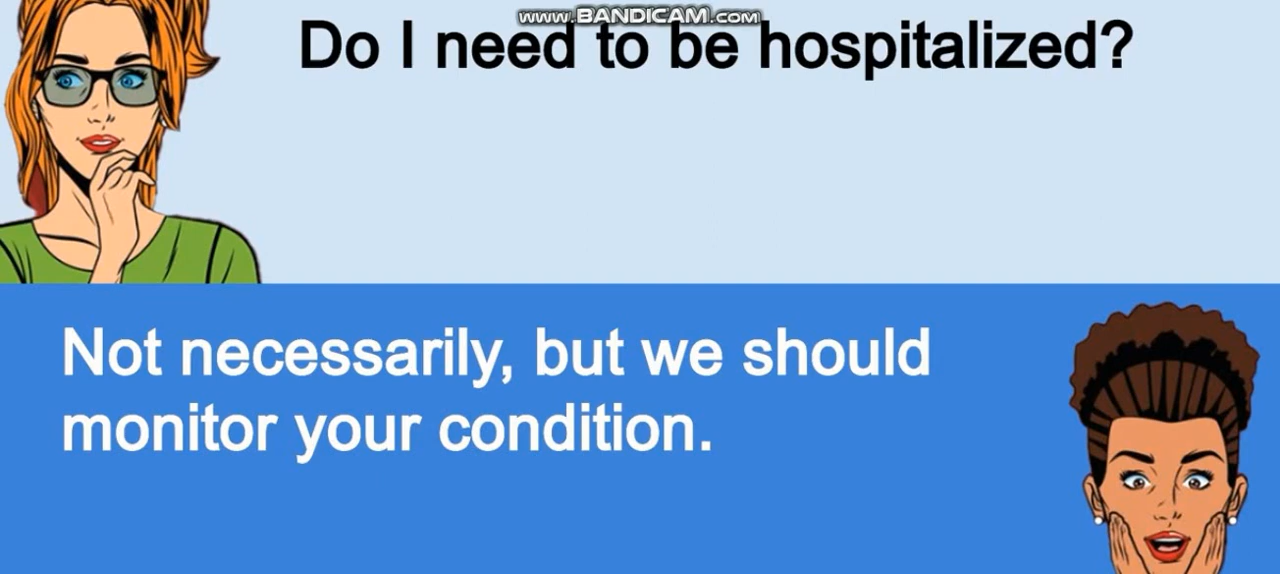 www.BANDICAM.com
Do I need to be hospitalized?
Not necessarily, but we should
monitor your condition.